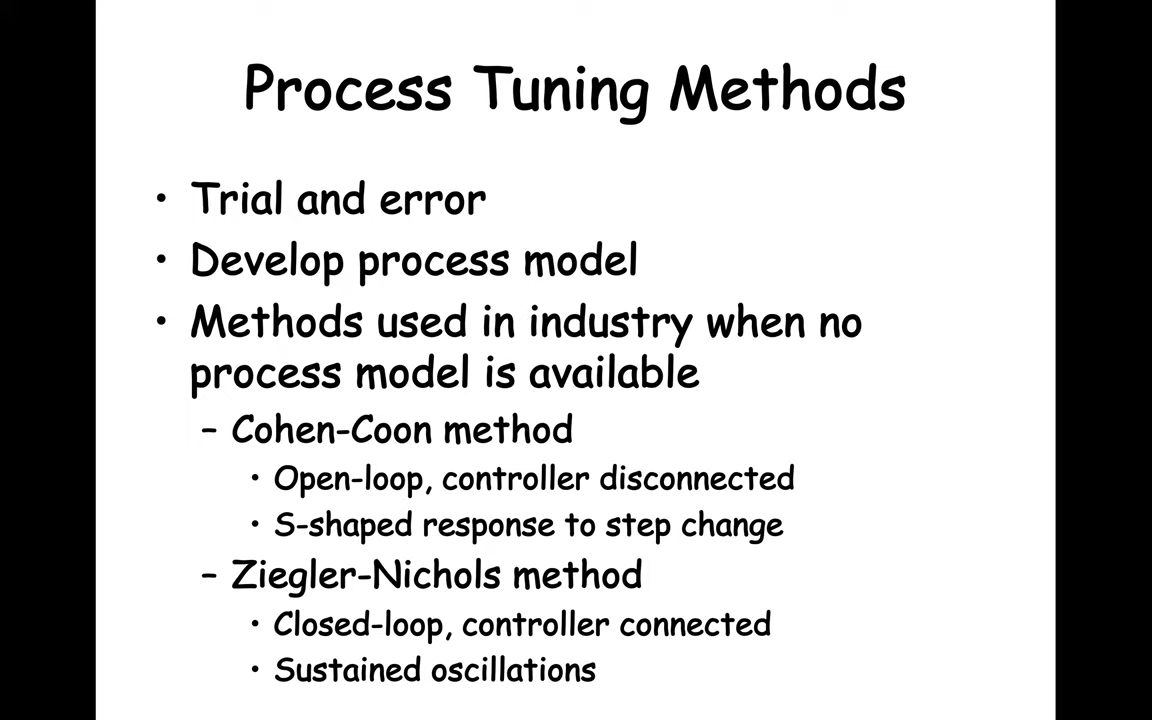 Process Tuning Methods
• Trial and error
• Develop process model
• Methods used in industry when no
process model is available
– Cohen-Coon method
• Open-loop, controller disconnected
• S-shaped response to step change
– Ziegler-Nichols method
• Closed-loop, controller connected
• Sustained oscillations